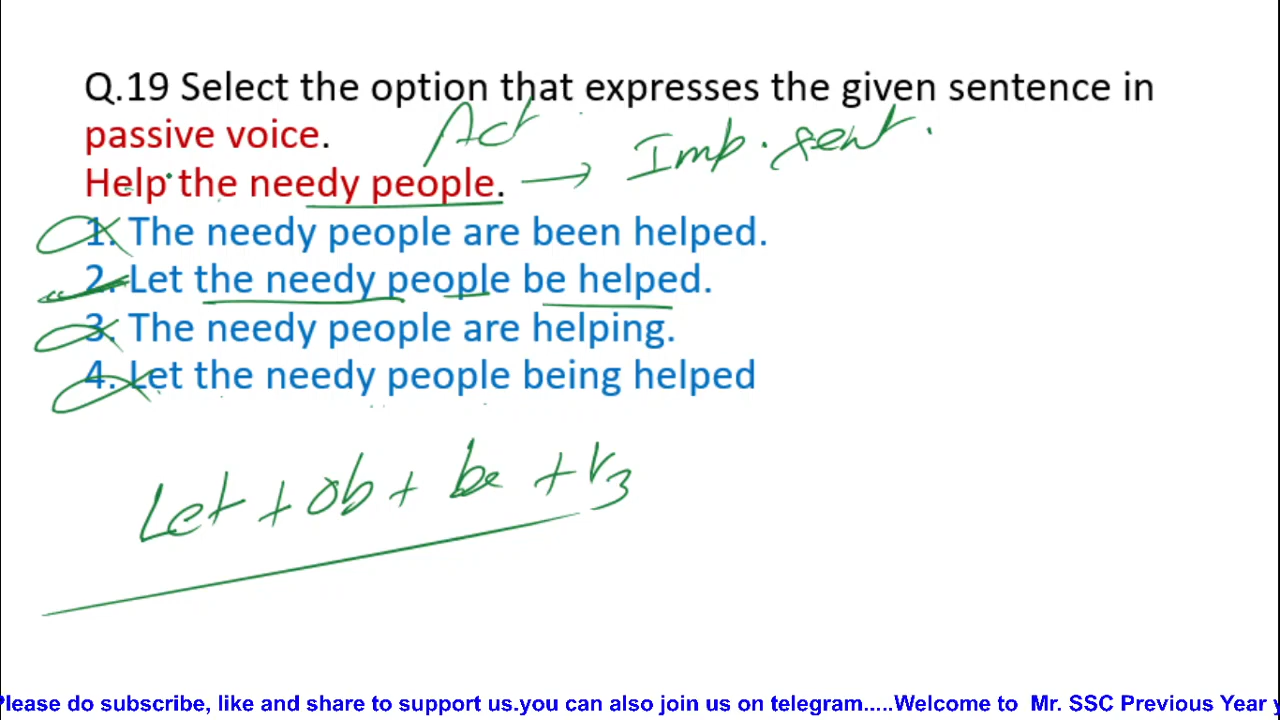 Q.19 Select the option that expresses the given sentence in
passive voice.
Act
Help the needy people. → Imp. sent.
1. The needy people are been helped.
2. Let the needy people be helped.
3. The needy people are helping.
4. Let the needy people being helped
Let + ob + be + V3
Please do subscribe, like and share to support us.you can also join us on telegram.....Welcome to Mr. SSC Previous Year y